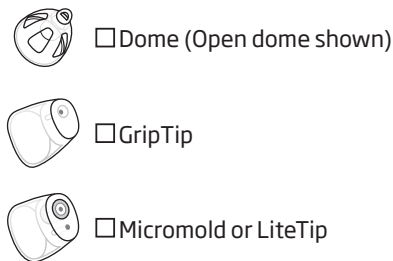 ☐ Dome (Open dome shown)
☐ GripTip
☐ Micromold or LiteTip